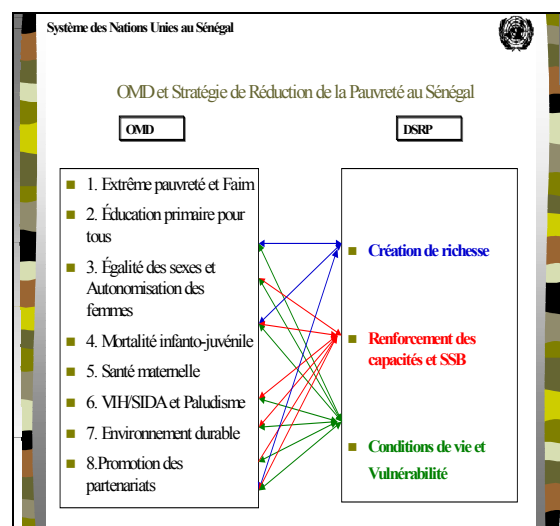 Système des Nations Unies au Sénégal
OMD et Stratégie de Réduction de la Pauvreté au Sénégal
OMD
DSRP
1. Extrême pauvreté et Faim
2. Éducation primaire pour
tous
3. Égalité des sexes et
Autonomisation des
femmes
4. Mortalité infanto-juvénile
5. Santé maternelle
6. VIH/SIDA et Paludisme
7. Environnement durable
8.Promotion des
partenariats
Création de richesse
Renforcement des
capacités et SSB
Conditions de vie et
Vulnérabilité